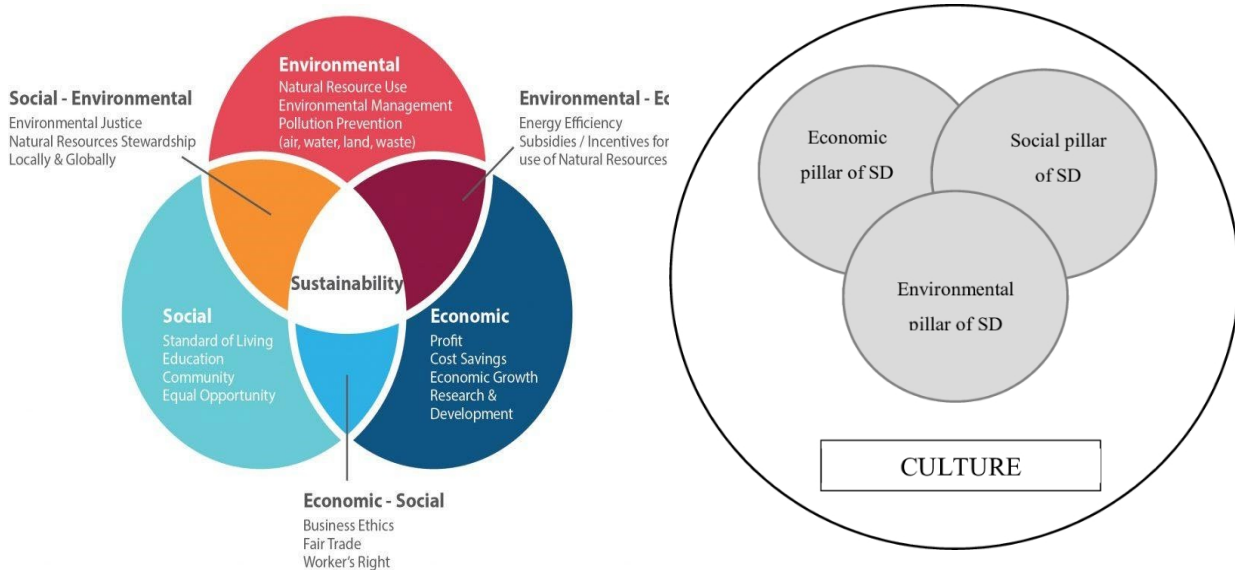 Environmental
Natural Resource Use
Environmental Management
Pollution Prevention
(air, water, land, waste)
Social - Environmental
Environmental Justice
Natural Resources Stewardship
Locally & Globally
Environmental - Ec
Energy Efficiency
Subsidies / Incentives for
use of Natural Resources
Sustainability
Social
Standard of Living
Education
Community
Equal Opportunity
Economic
Profit
Cost Savings
Economic Growth
Research &
Development
Economic - Social
Business Ethics
Fair Trade
Worker's Right
Economic
pillar of SD
Social pillar
of SD
Environmental
pillar of SD
CULTURE